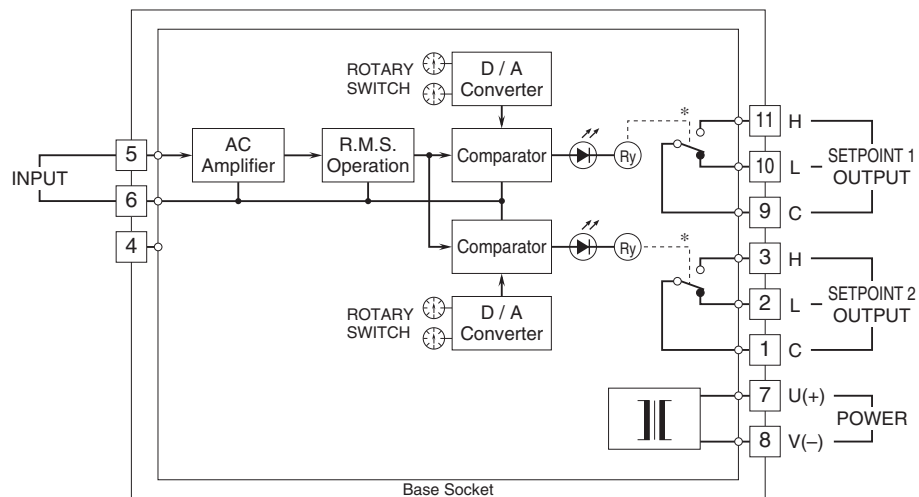 ROTARY
SWITCH
D / A
Converter
INPUT
5
6
4
AC
Amplifier
R.M.S.
Operation
Comparator
Ry
*
11 H
10 L
9 C
SETPOINT 1
OUTPUT
Comparator
Ry
*
3 H
2 L
1 C
SETPOINT 2
OUTPUT
ROTARY
SWITCH
D / A
Converter
7 U(+)
8 V(–)
POWER
Base Socket